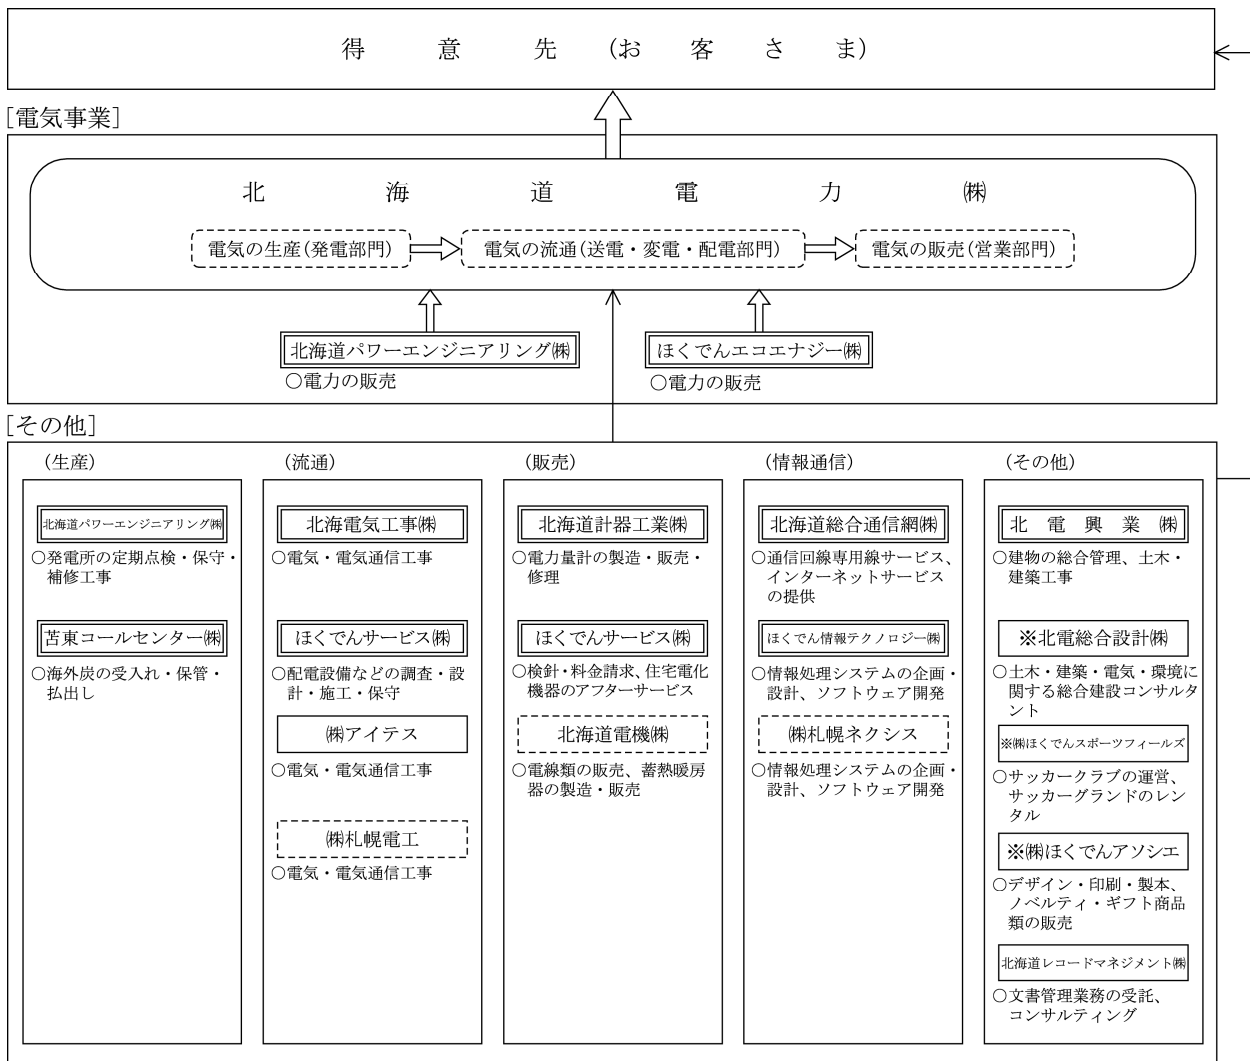 得意先(お客さま)
[電気事業]
北海道電力㈱
電気の生産(発電部門)
電気の流通(送電・変電・配電部門)
電気の販売(営業部門)
北海道パワーエンジニアリング㈱
○電力の販売
ほくでんエコエナジー㈱
○電力の販売
[その他]
(生産)
北海道パワーエンジニアリング㈱
○発電所の定期点検・保守・
補修工事
苫東コールセンター㈱
○海外炭の受入れ・保管・
払出し
(流通)
北海電気工事㈱
○電気・電気通信工事
ほくでんサービス㈱
○配電設備などの調査・設
計・施工・保守
㈱アイテス
○電気・電気通信工事
㈱札幌電工
○電気・電気通信工事
(販売)
北海道計器工業㈱
○電力量計の製造・販売・
修理
ほくでんサービス㈱
○検針・料金請求、住宅電化
機器のアフターサービス
北海道電機㈱
○電線類の販売、蓄熱暖房
器の製造・販売
(情報通信)
北海道総合通信網㈱
○通信回線専用線サービス、
インターネットサービス
の提供
ほくでん情報テクノロジー㈱
○情報処理システムの企画・
設計、ソフトウェア開発
㈱札幌ネクシス
○情報処理システムの企画・
設計、ソフトウェア開発
(その他)
北電興業㈱
○建物の総合管理、土木・
建築工事
※北電総合設計㈱
○土木・建築・電気・環境に
関する総合建設コンサルタ
ント
※㈱ほくでんスポーツフィールズ
○サッカークラブの運営、
サッカーグランドのレン
タル
※㈱ほくでんアソシエ
○デザイン・印刷・製本、
ノベルティ・ギフト商品
類の販売
北海道レコードマネジメント㈱
○文書管理業務の受託、
コンサルティング